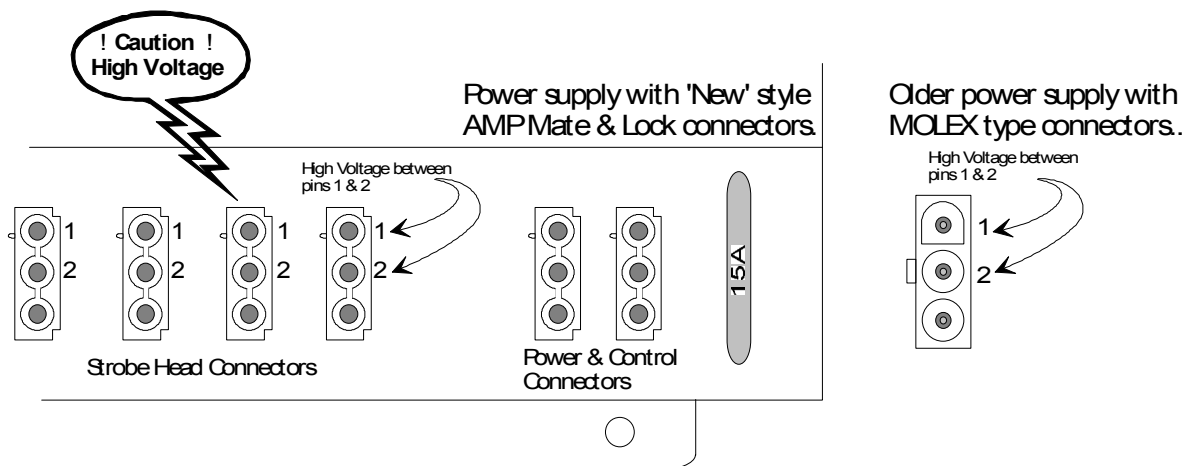 ! Caution !
High Voltage
Power supply with 'New' style
AMP Mate & Lock connectors.
Older power supply with
MOLEX type connectors..
High Voltage between
pins 1 & 2
High Voltage between
pins 1 & 2
1
1
1
1
1
2
2
2
2
2
15A
Strobe Head Connectors
Power & Control
Connectors